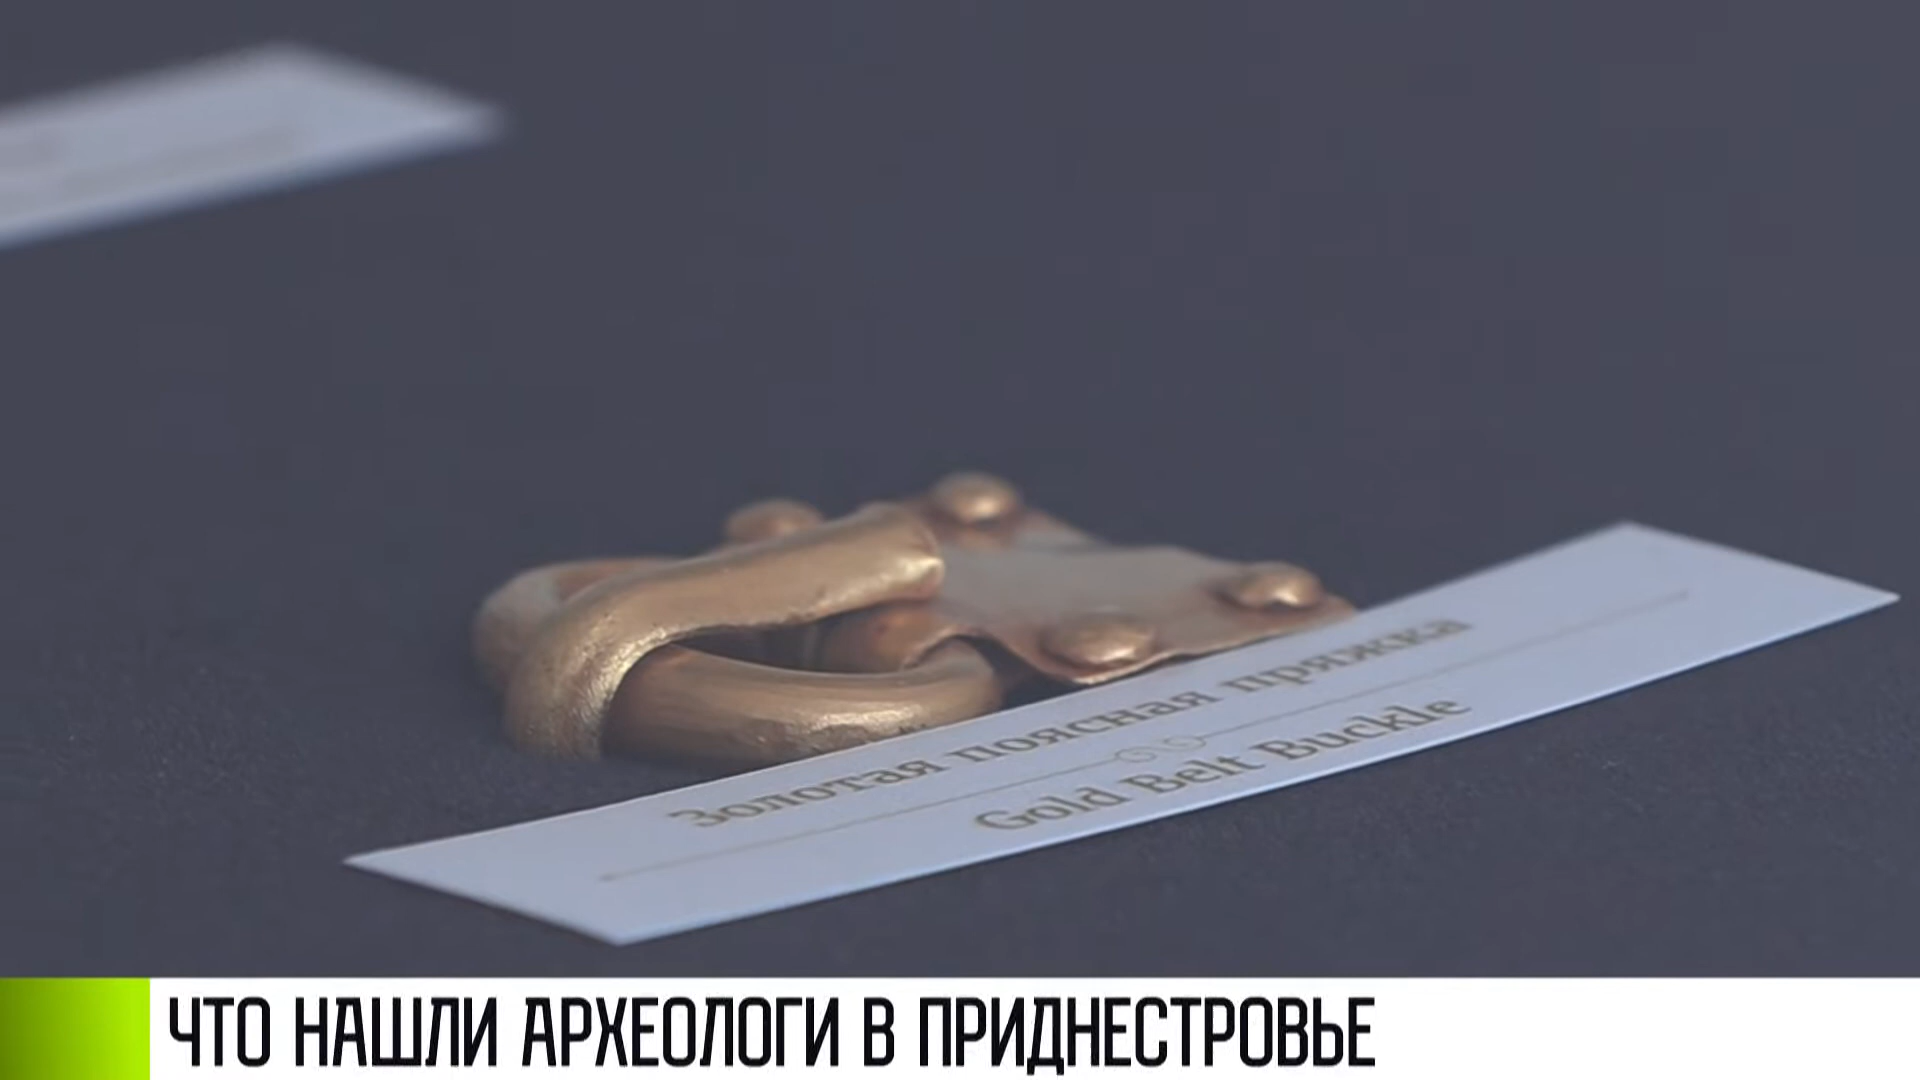 Золотая поясная пряжка
Gold Belt Buckle
ЧТО НАШЛИ АРХЕОЛОГИ В ПРИДНЕСТРОВЬЕ